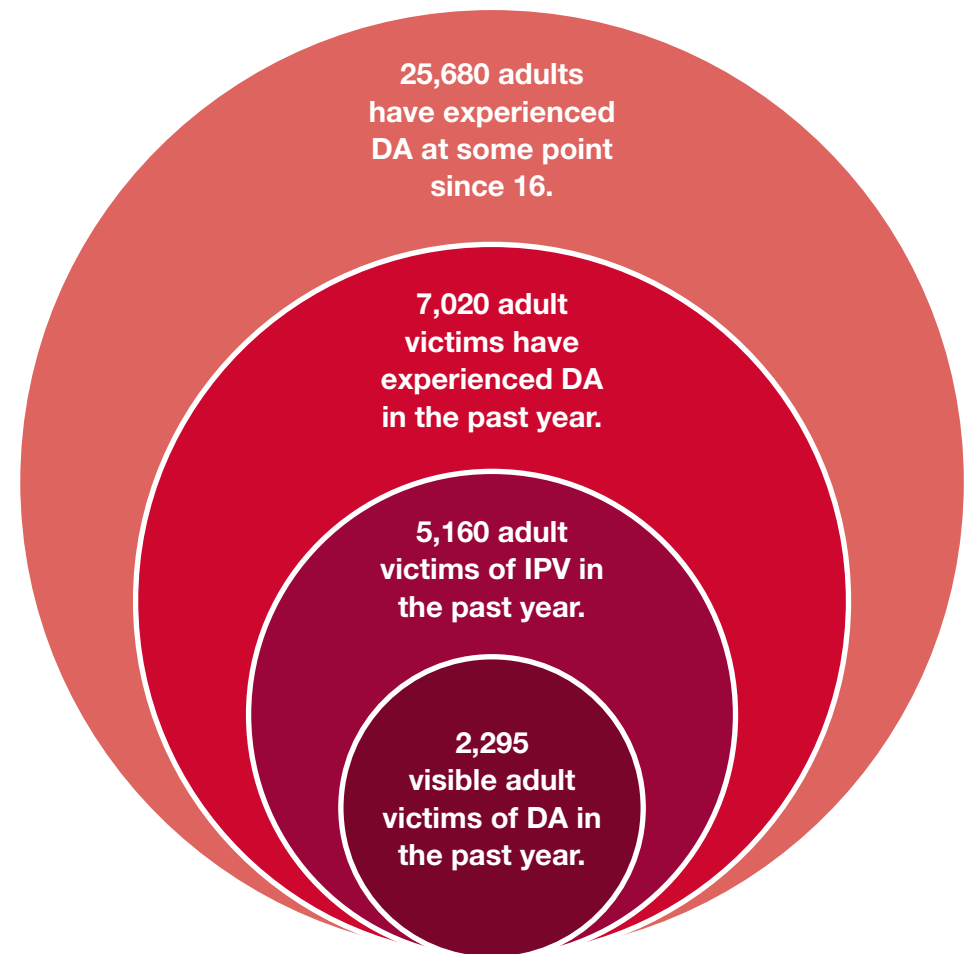 25,680 adults
have experienced
DA at some point
since 16.
7,020 adult
victims have
experienced DA
in the past year.
5,160 adult
victims of IPV in
the past year.
2,295
visible adult
victims of DA in
the past year.